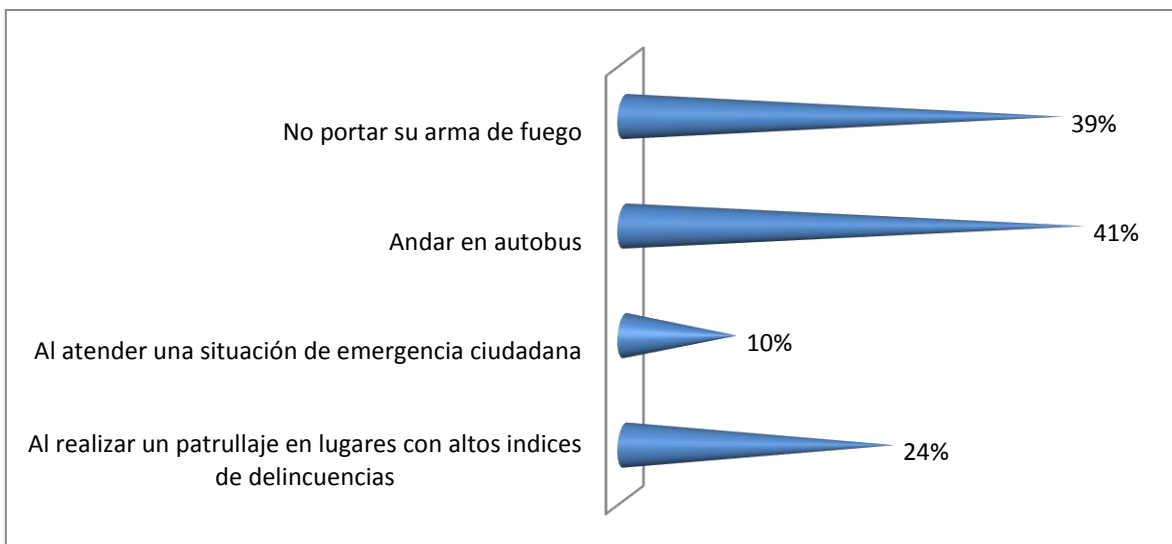 No portar su arma de fuego
39%
Andar en autobus
41%
Al atender una situación de emergencia ciudadana
10%
Al realizar un patrullaje en lugares con altos indices
de delincuencias
24%